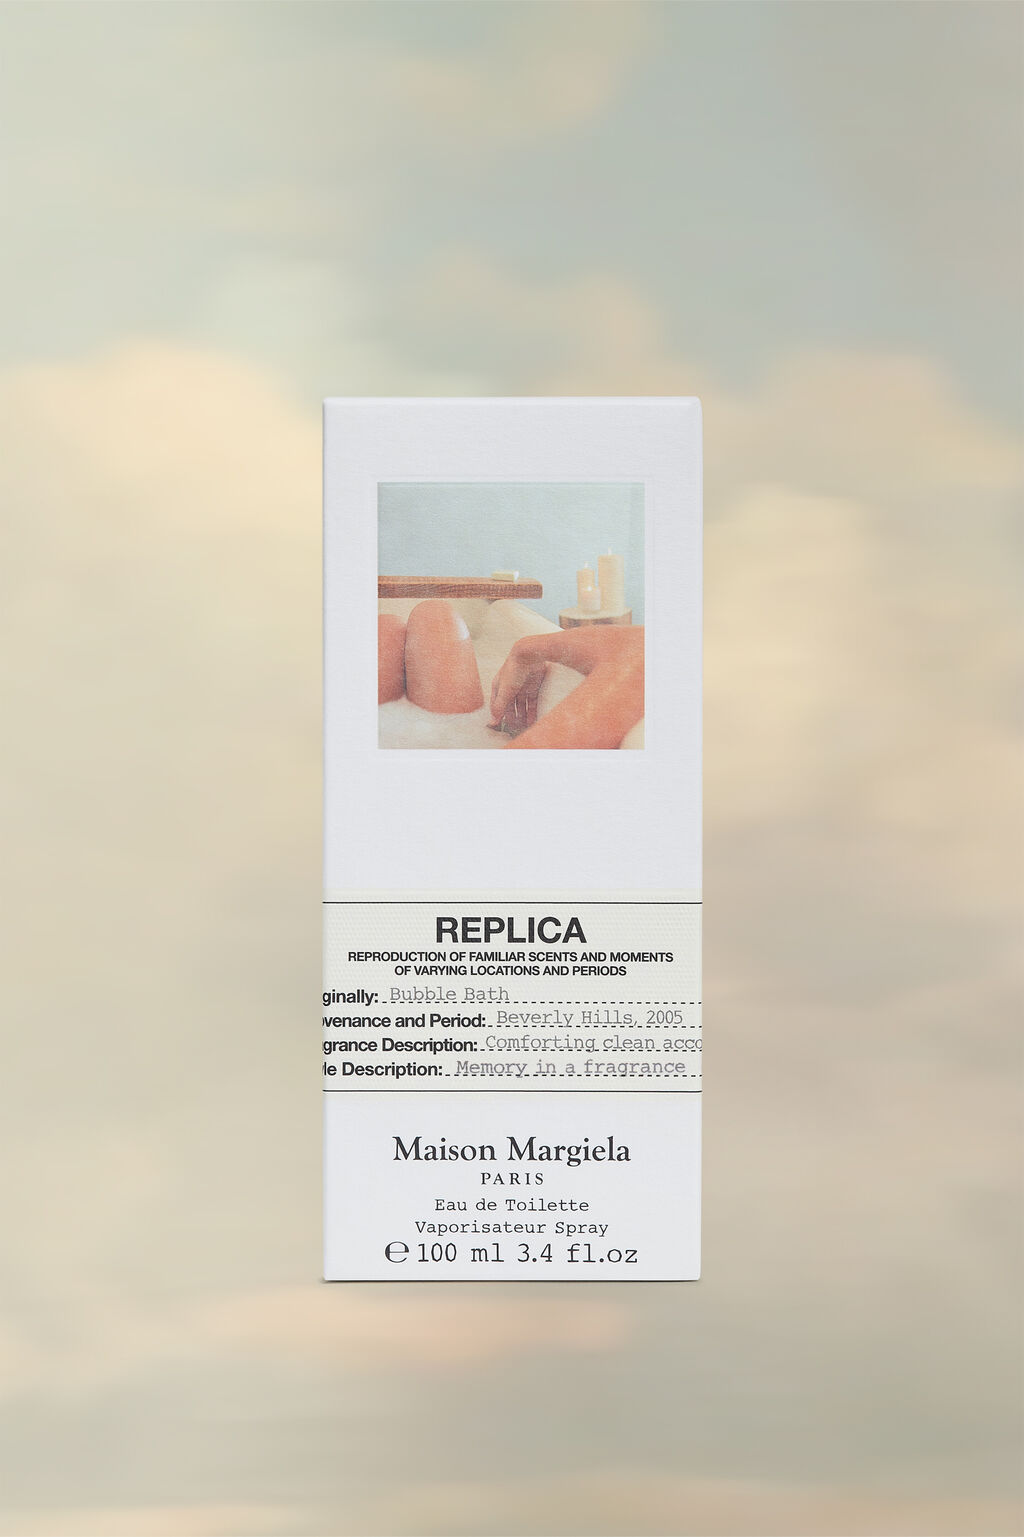 REPLICA
REPRODUCTION OF FAMILIAR SCENTS AND MOMENTS
OF VARYING LOCATIONS AND PERIODS
ginally: Bubble Bath
venance and Period: Beverly Hills, 2005
grance Description: Comforting clean acco
le Description: Memory in a fragrance
Maison Margiela
PARIS
Eau de Toilette
Vaporisateur Spray
℮ 100 ml 3.4 fl.oz